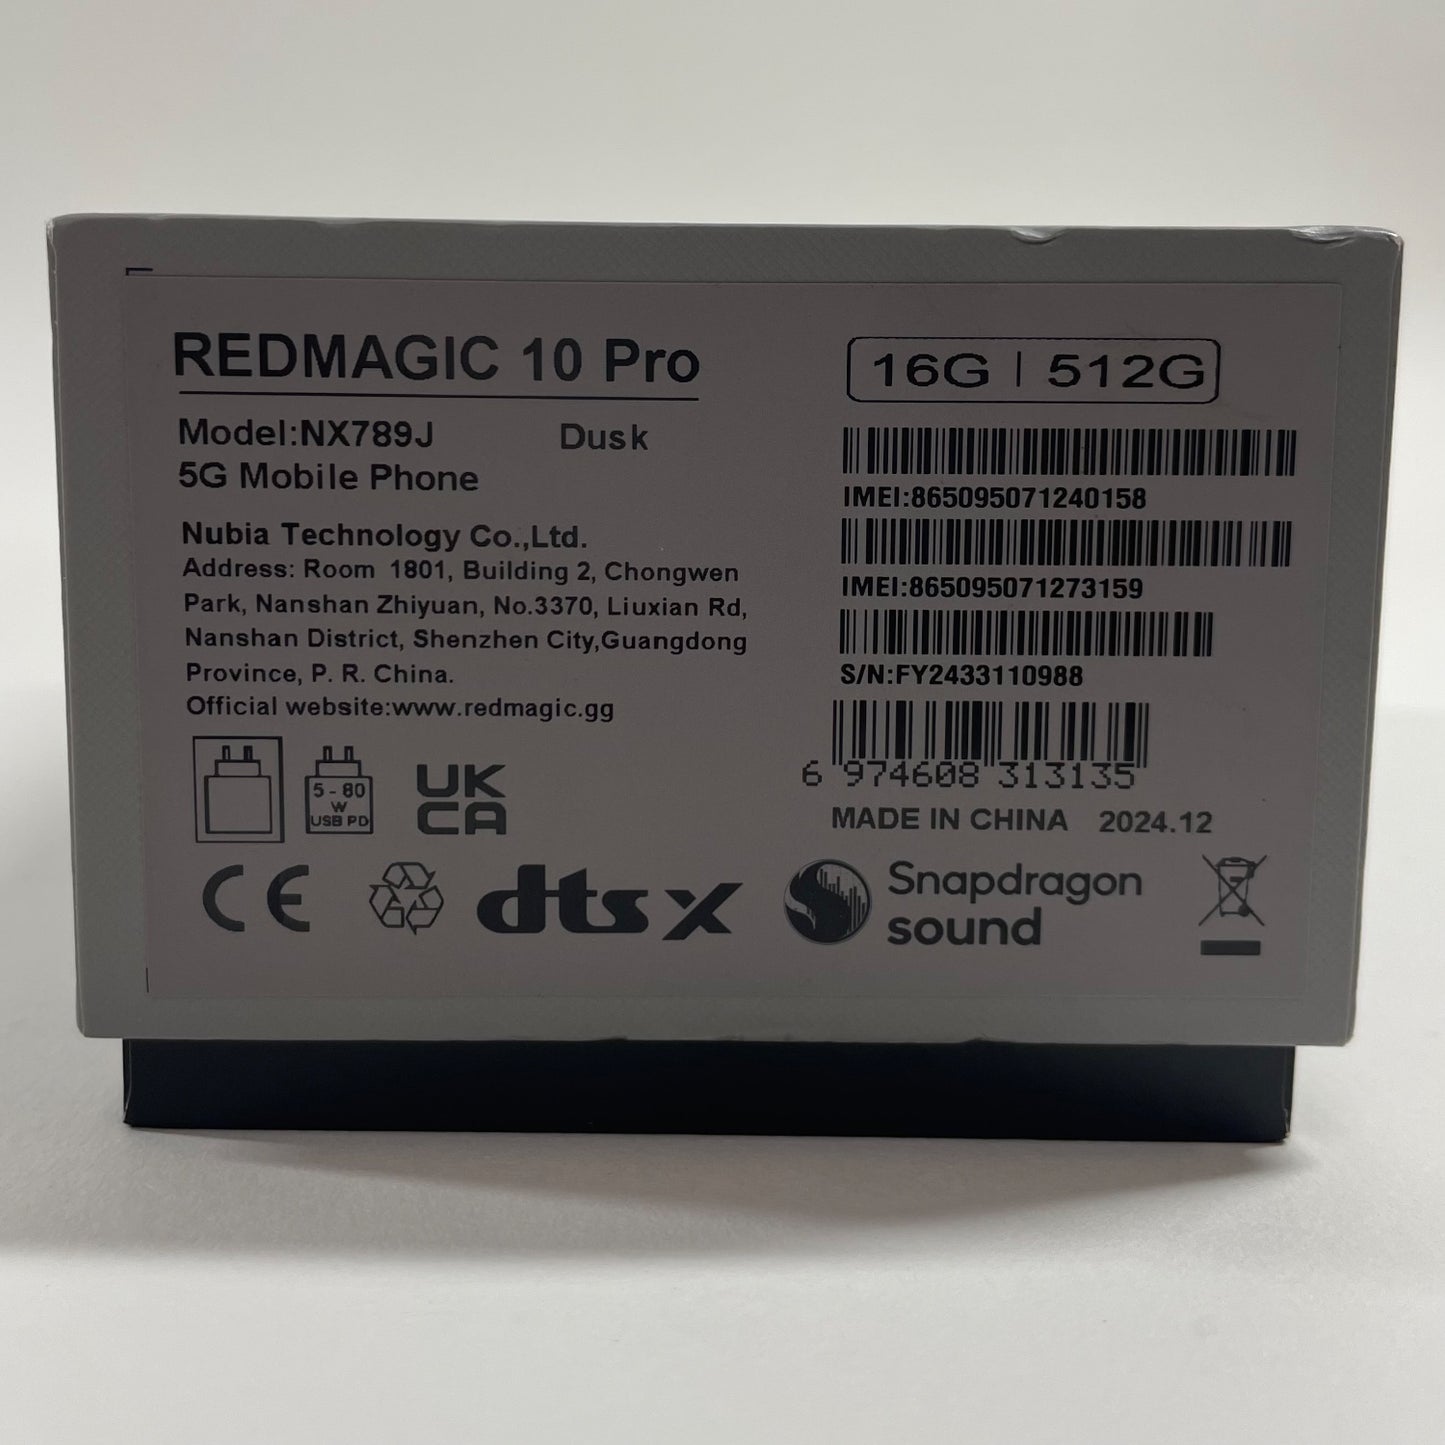 REDMAGIC 10 Pro
Model:NX789J Dusk
5G Mobile Phone
Nubia Technology Co.,Ltd.
Address: Room 1801, Building 2, Chongwen
Park, Nanshan Zhiyuan, No.3370, Liuxian Rd,
Nanshan District, Shenzhen City,Guangdong
Province, P. R. China.
Official website:www.redmagic.gg
5 - 80
W
USB PD
UK
CA
CE
dts x
16G | 512G
IMEI:865095071240158
IMEI:865095071273159
S/N:FY2433110988
6 974608 313135
MADE IN CHINA 2024.12
Snapdragon
sound